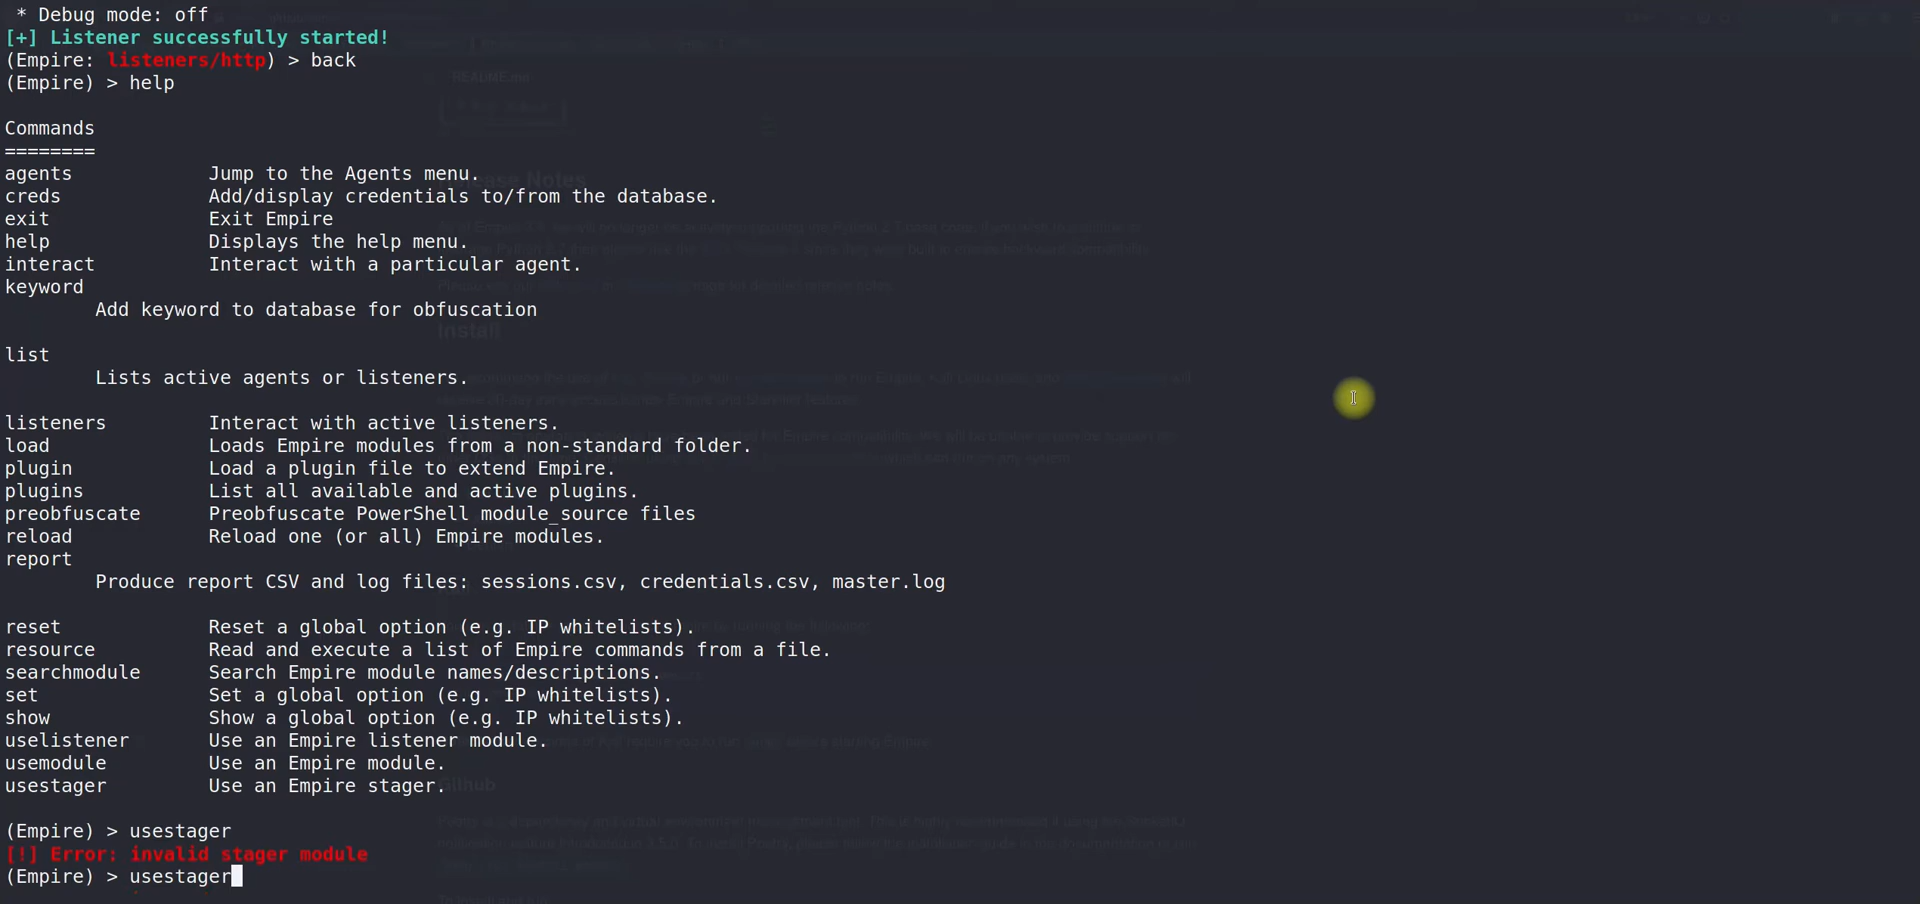 * Debug mode: off
[+] Listener successfully started!
(Empire: listeners/http) > back
(Empire) > help
Commands
========
agents Jump to the Agents menu.
creds Add/display credentials to/from the database.
exit Exit Empire
help Displays the help menu.
interact Interact with a particular agent.
keyword
Add keyword to database for obfuscation
list
Lists active agents or listeners.
listeners Interact with active listeners.
load Loads Empire modules from a non-standard folder.
plugin Load a plugin file to extend Empire.
plugins List all available and active plugins.
preobfuscate Preobfuscate PowerShell module_source files
reload Reload one (or all) Empire modules.
report
Produce report CSV and log files: sessions.csv, credentials.csv, master.log
reset Reset a global option (e.g. IP whitelists).
resource Read and execute a list of Empire commands from a file.
searchmodule Search Empire module names/descriptions.
set Set a global option (e.g. IP whitelists).
show Show a global option (e.g. IP whitelists).
uselistener Use an Empire listener module.
usemodule Use an Empire module.
usestager Use an Empire stager.
(Empire) > usestager
[!] Error: invalid stager module
(Empire) > usestager
README.md
Install
Github